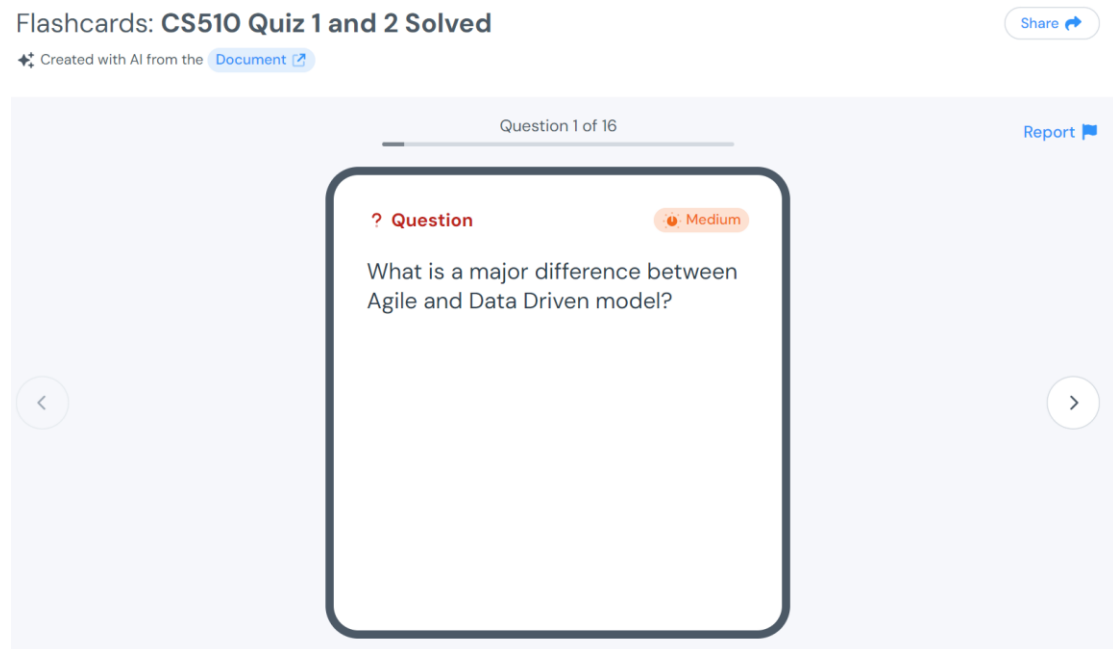 Flashcards: CS510 Quiz 1 and 2 Solved
Share
Created with AI from the Document
Question 1 of 16
Report
? Question
Medium
What is a major difference between
Agile and Data Driven model?